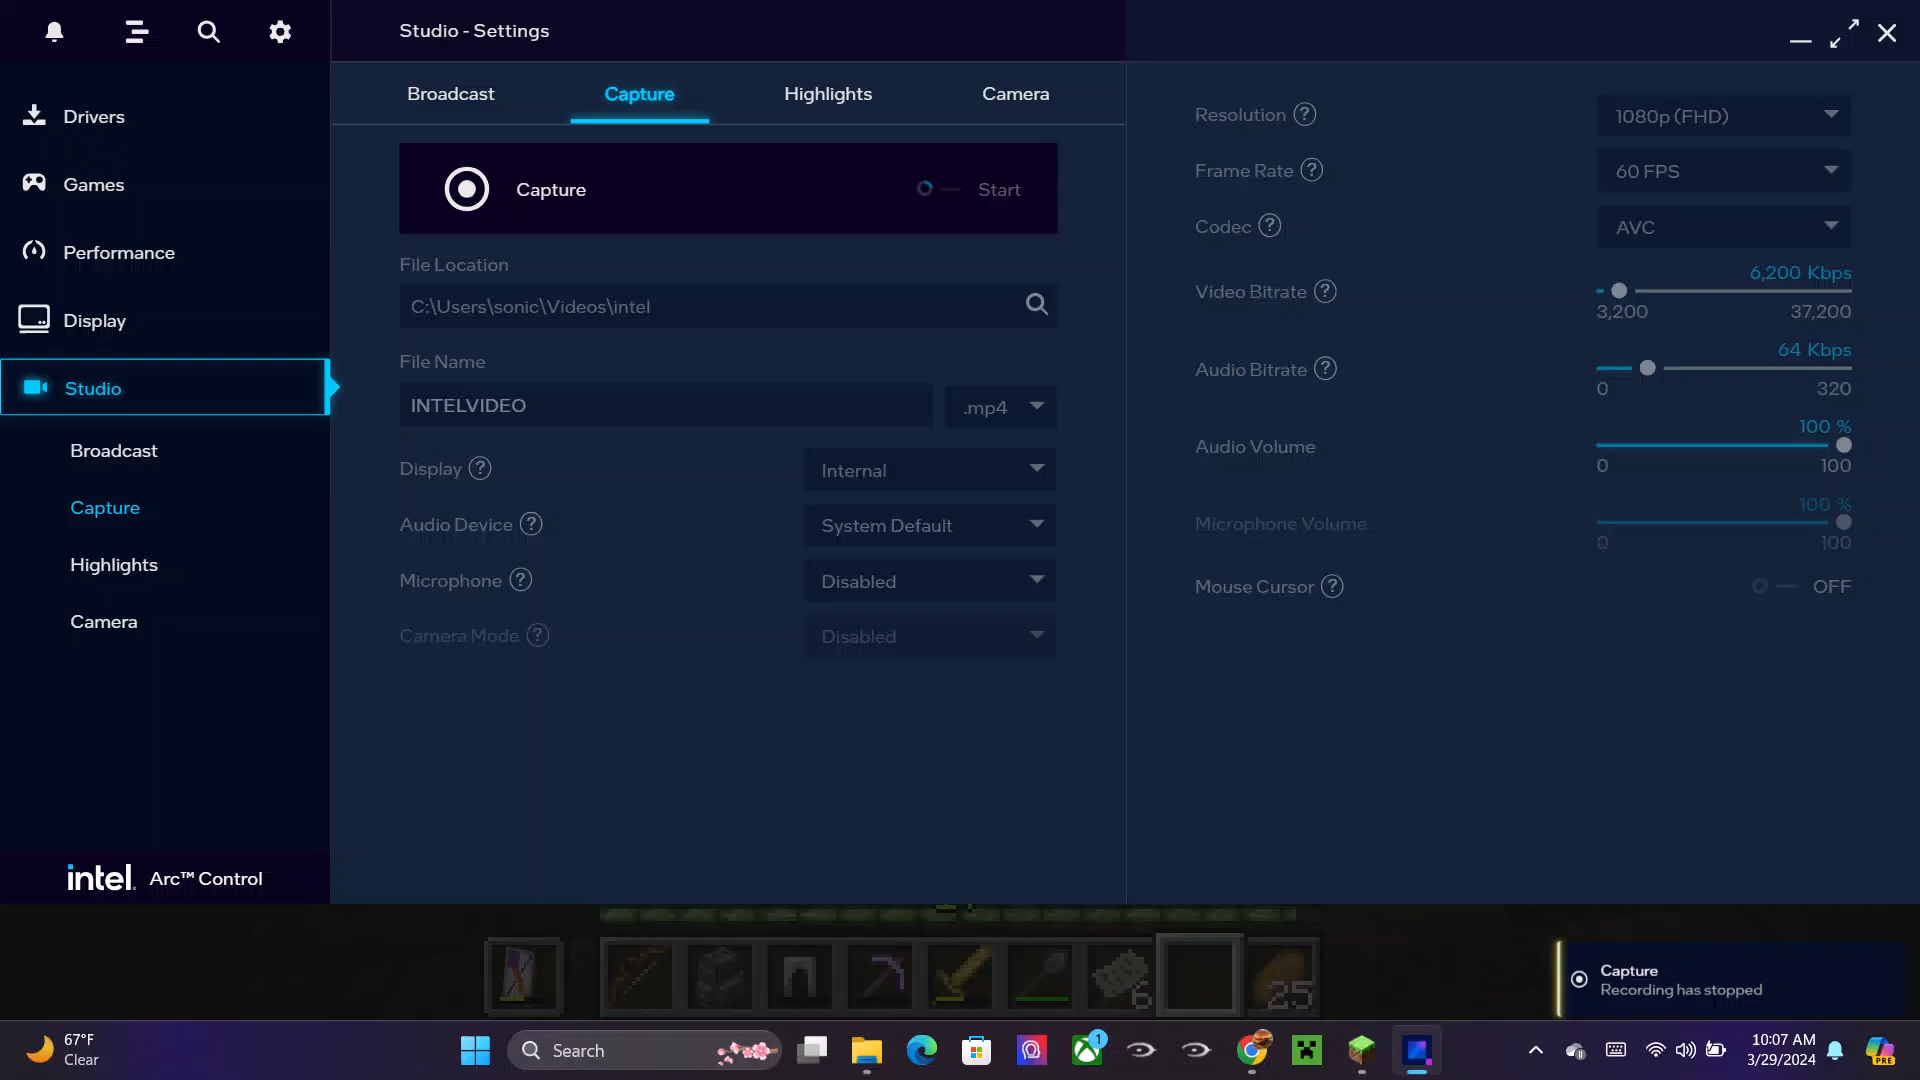 Studio - Settings
Drivers
Games
Performance
Display
Studio
Broadcast
Capture
Highlights
Camera
intel. Arc™ Control
Broadcast
Capture
Highlights
Camera
Capture
Start
File Location
C:\Users\sonic\Videos\intel
File Name
INTELVIDEO
.mp4
Display ?
Internal
Audio Device ?
System Default
Microphone ?
Disabled
Camera Mode ?
Disabled
Resolution ?
1080p (FHD)
Frame Rate ?
60 FPS
Codec ?
AVC
6,200 Kbps
Video Bitrate ?
3,200 37,200
64 Kbps
Audio Bitrate ?
0 320
100 %
Audio Volume
0 100
100 %
Microphone Volume
0 100
Mouse Cursor ?
OFF
6
25
Capture
Recording has stopped
67°F
Clear
Search
1
10:07 AM
3/29/2024
PRE